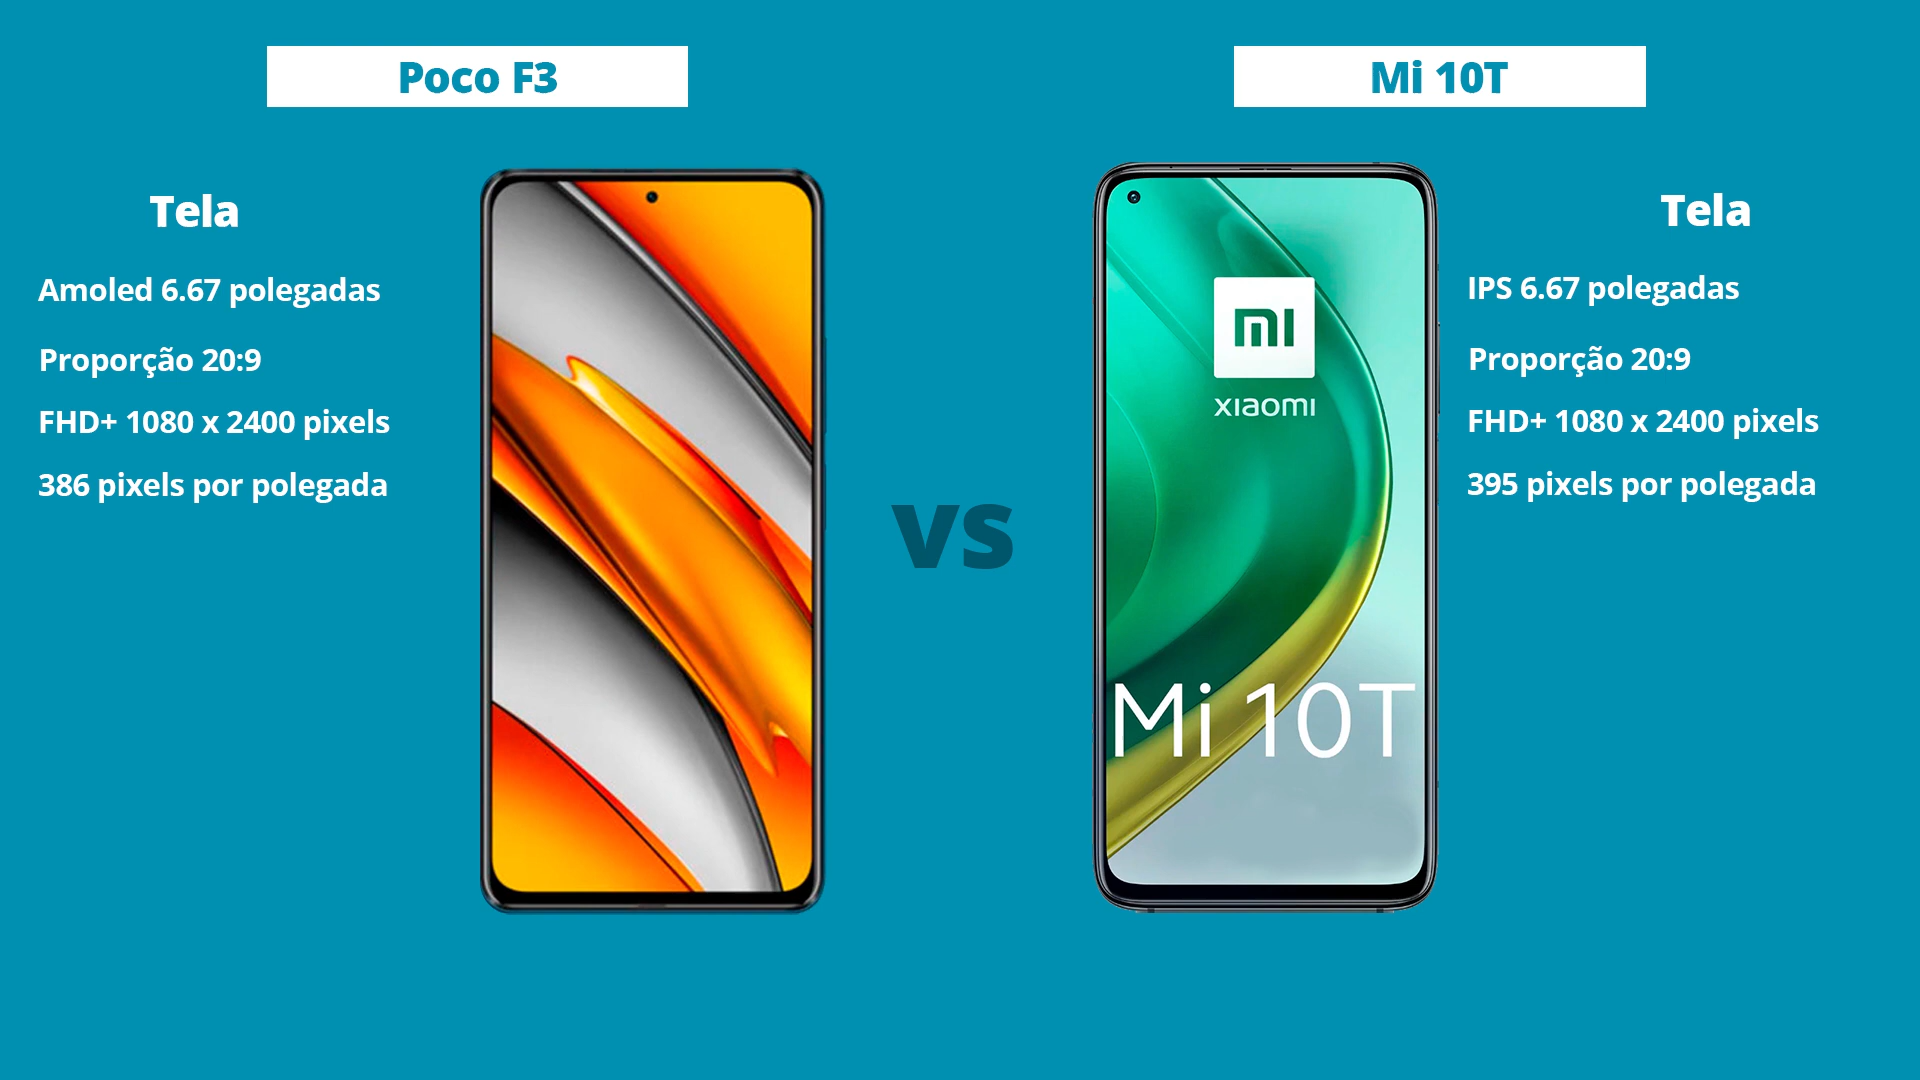 Poco F3
Tela
Amoled 6.67 polegadas
Proporção 20:9
FHD+ 1080 x 2400 pixels
386 pixels por polegada
VS
Mi 10T
mi
xiaomi
Mi 10T
Tela
IPS 6.67 polegadas
Proporção 20:9
FHD+ 1080 x 2400 pixels
395 pixels por polegada